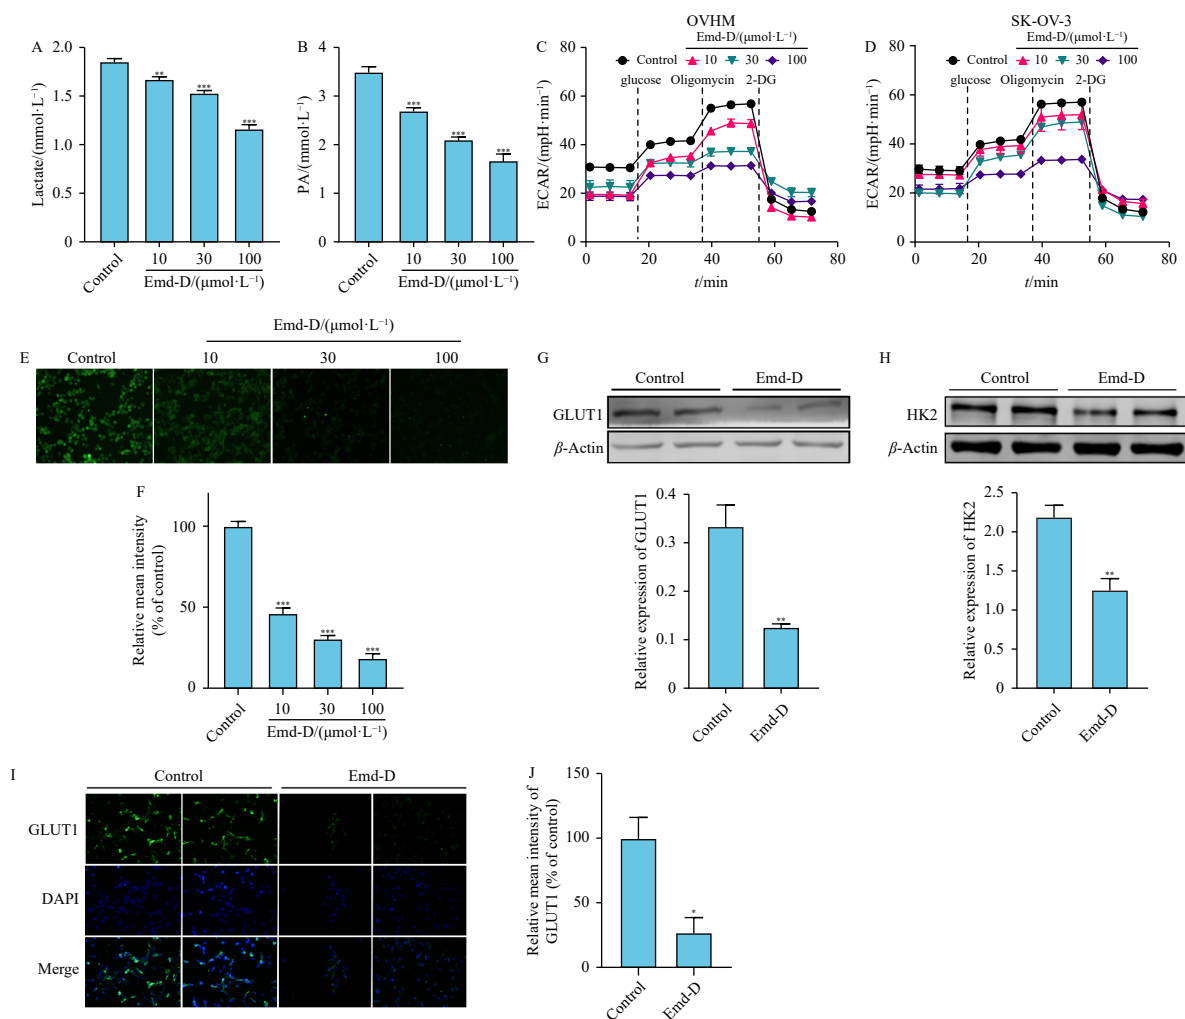 A
Lactate/(mmol·L⁻¹)
2.0
1.5
1.0
0.5
0
**
***
***
Control
10 30 100
Emd-D/(μmol·L⁻¹)
B
PA/(mmol·L⁻¹)
4
3
2
1
0
***
***
***
Control
10 30 100
Emd-D/(μmol·L⁻¹)
C
OVHM
Emd-D/(μmol·L⁻¹)
Control 10 30 100
glucose Oligomycin 2-DG
ECAR/(mpH·min⁻¹)
80
60
40
20
0
0 20 40 60 80
t/min
D
SK-OV-3
Emd-D/(μmol·L⁻¹)
Control 10 30 100
glucose Oligomycin 2-DG
ECAR/(mpH·min⁻¹)
80
60
40
20
0
0 20 40 60 80
t/min
E
Emd-D/(μmol·L⁻¹)
Control 10 30 100
F
Relative mean intensity
(% of control)
100
50
0
***
***
***
Control
10 30 100
Emd-D/(μmol·L⁻¹)
G
Control Emd-D
GLUT1
β-Actin
Relative expression of GLUT1
0.4
0.3
0.2
0.1
0
**
Control
Emd-D
H
Control Emd-D
HK2
β-Actin
Relative expression of HK2
2.5
2.0
1.5
1.0
0.5
0
**
Control
Emd-D
I
Control Emd-D
GLUT1
DAPI
Merge
J
Relative mean intensity of
GLUT1 (% of control)
150
100
50
0
*
Control
Emd-D